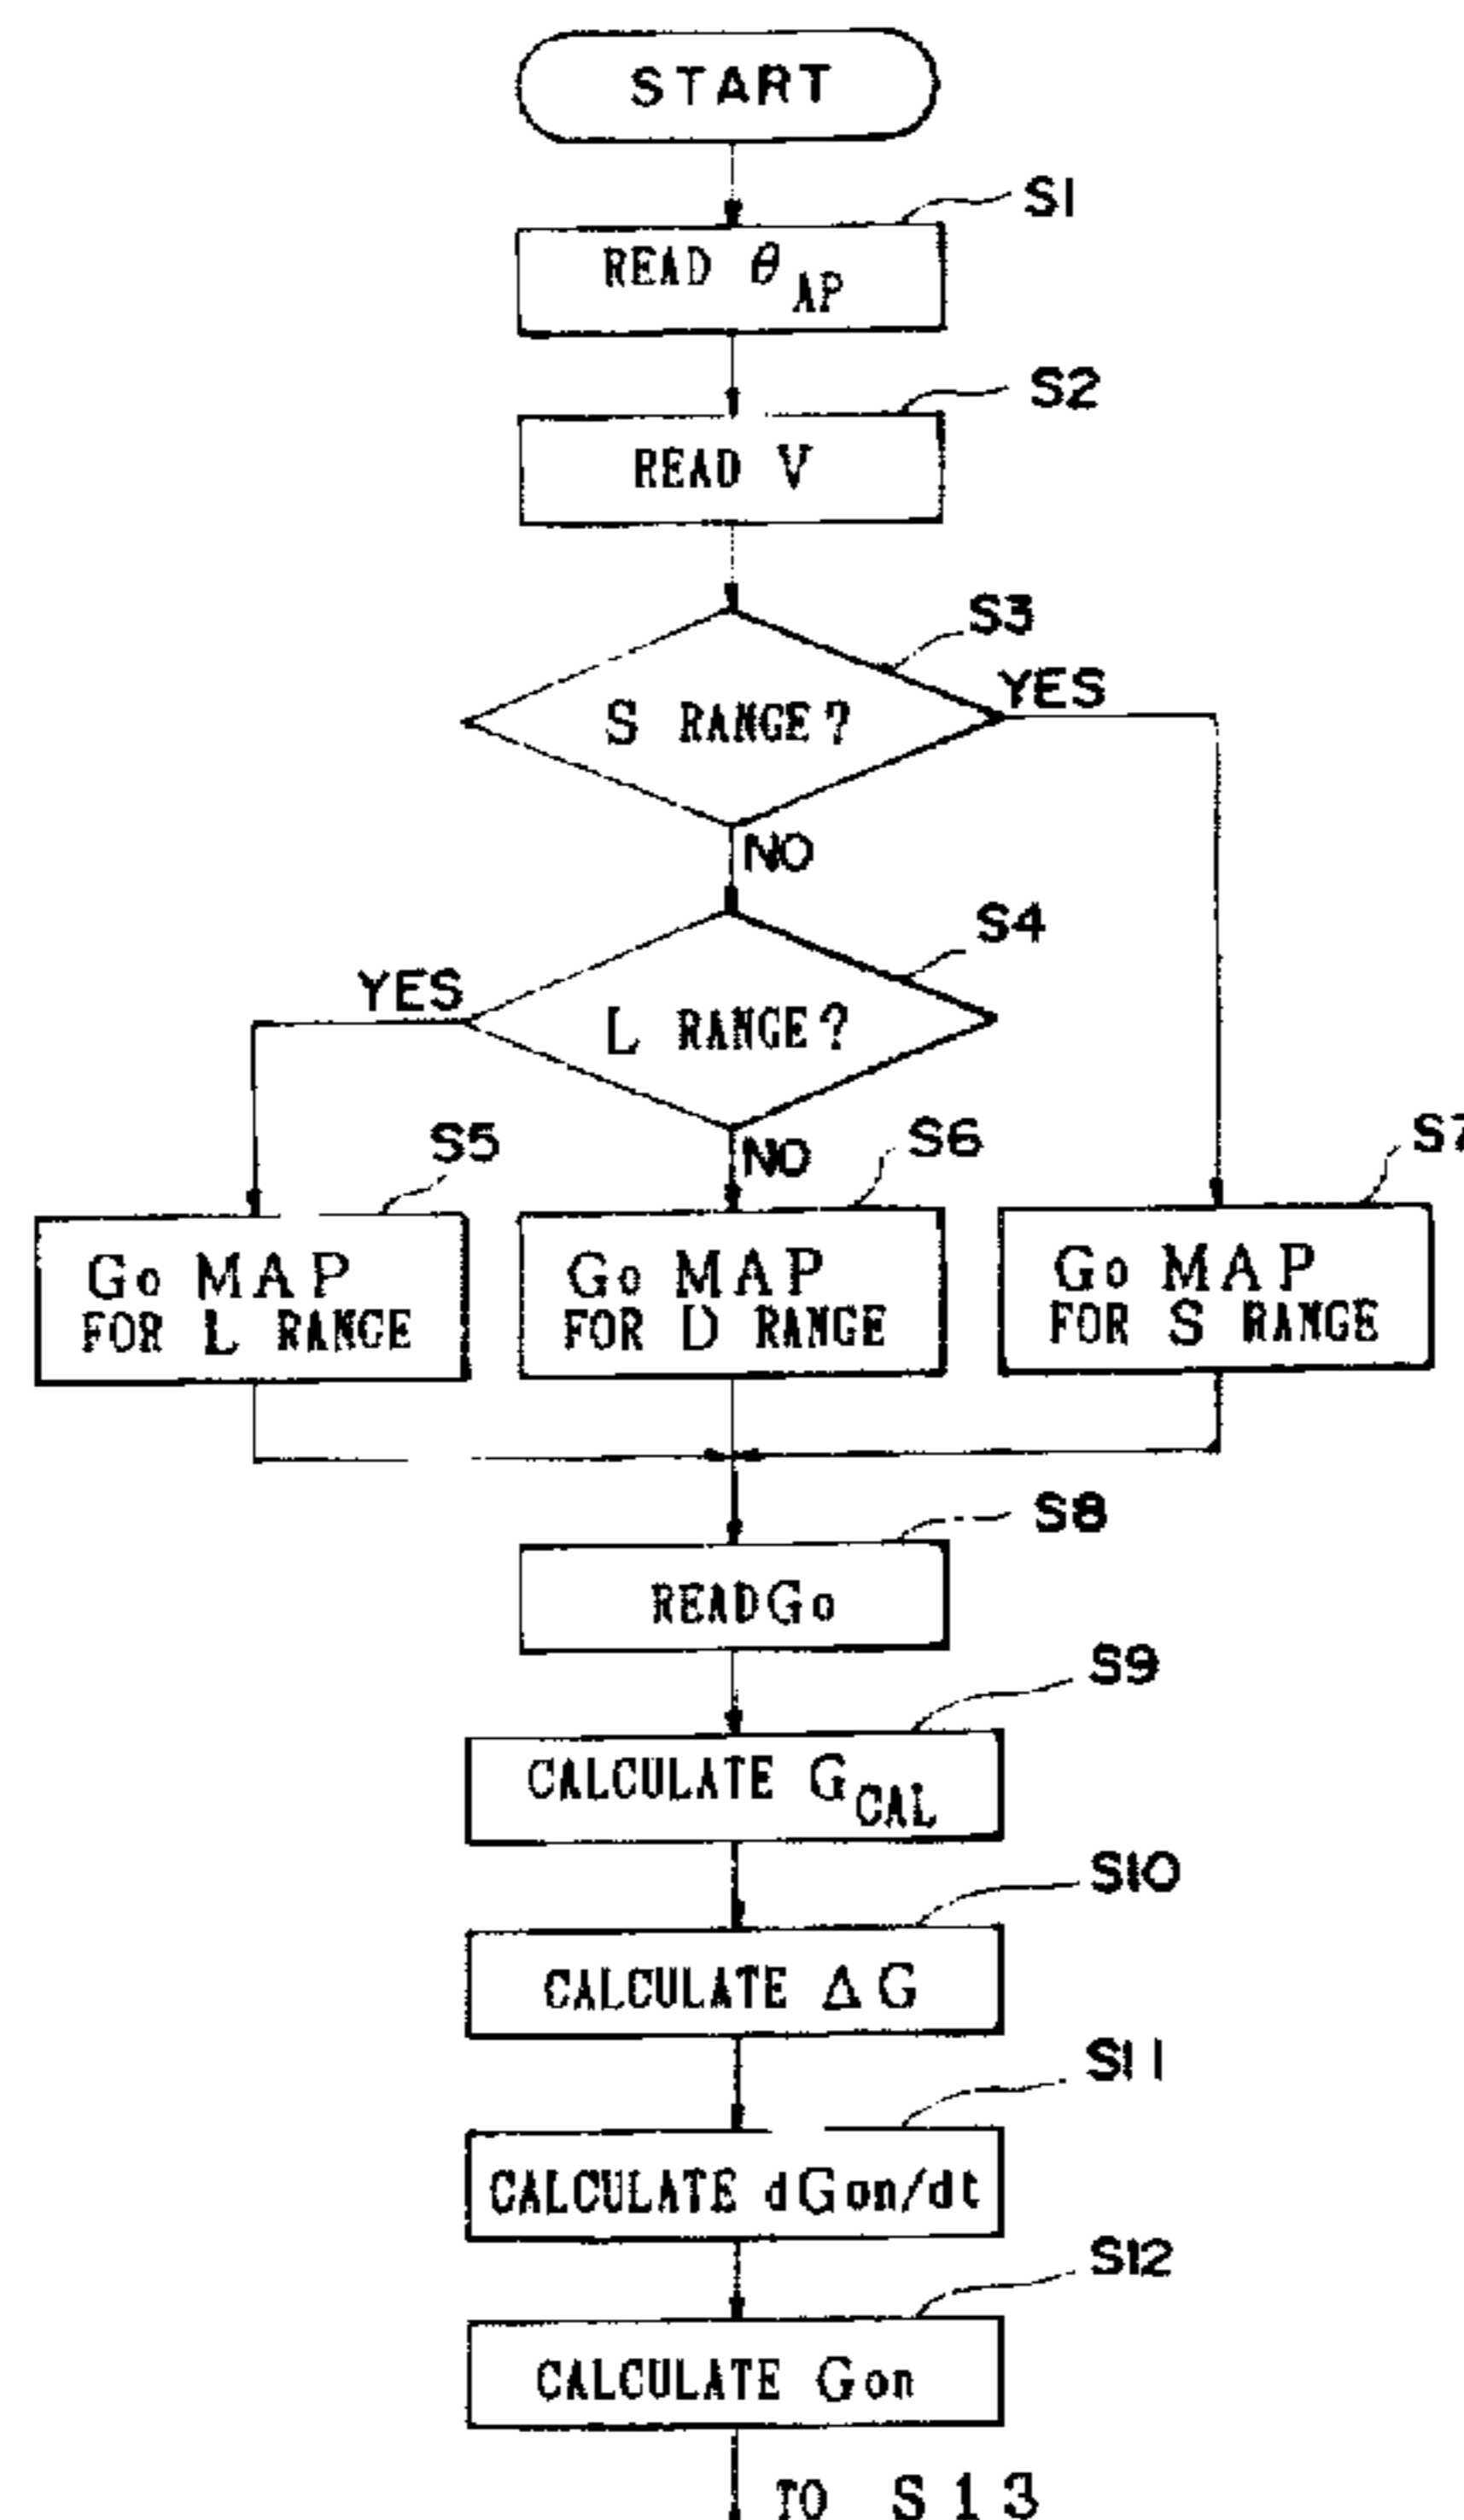 START
S1
READ θAP
S2
READ V
S3
S RANGE?
YES
NO
S4
YES
L RANGE?
NO
S5
S6
S7
Go MAP
FOR L RANGE
Go MAP
FOR D RANGE
Go MAP
FOR S RANGE
S8
READ Go
S9
CALCULATE GCAL
S10
CALCULATE ΔG
S11
CALCULATE dGon/dt
S12
CALCULATE Gon
TO S13